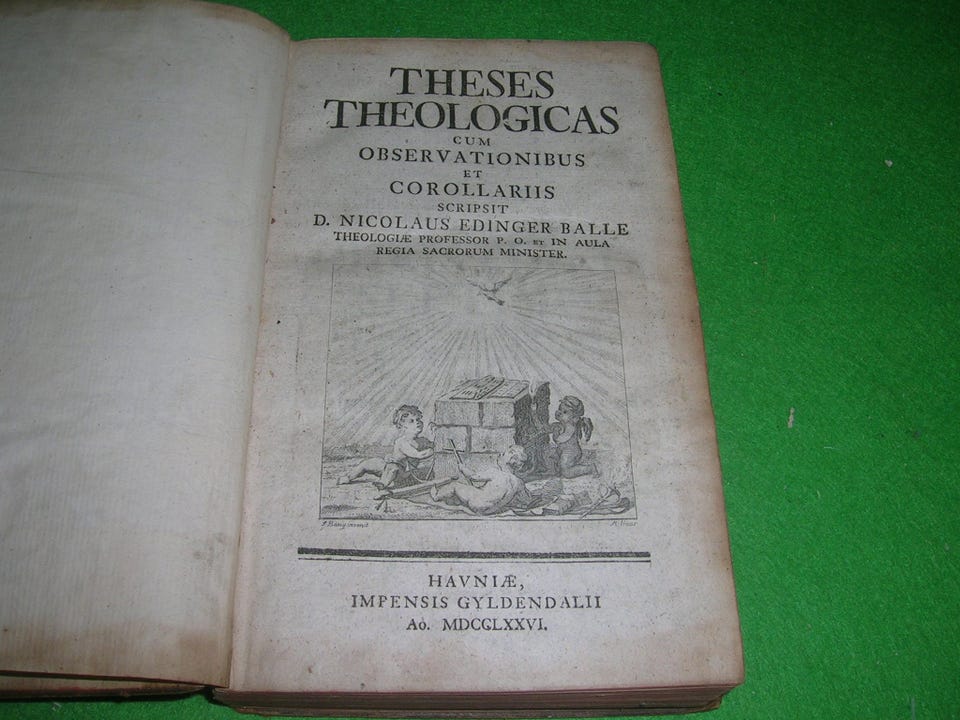 THESES
THEOLOGICAS
CUM
OBSERVATIONIBUS
ET
COROLLARIIS
SCRIPSIT
D. NICOLAUS EDINGER BALLE
THEOLOGIÆ PROFESSOR P. O. ET IN AULA
REGIA SACRORUM MINISTER.
HAVNIÆ,
IMPENSIS GYLDENDALII
Ao. MDCCLXXVI.